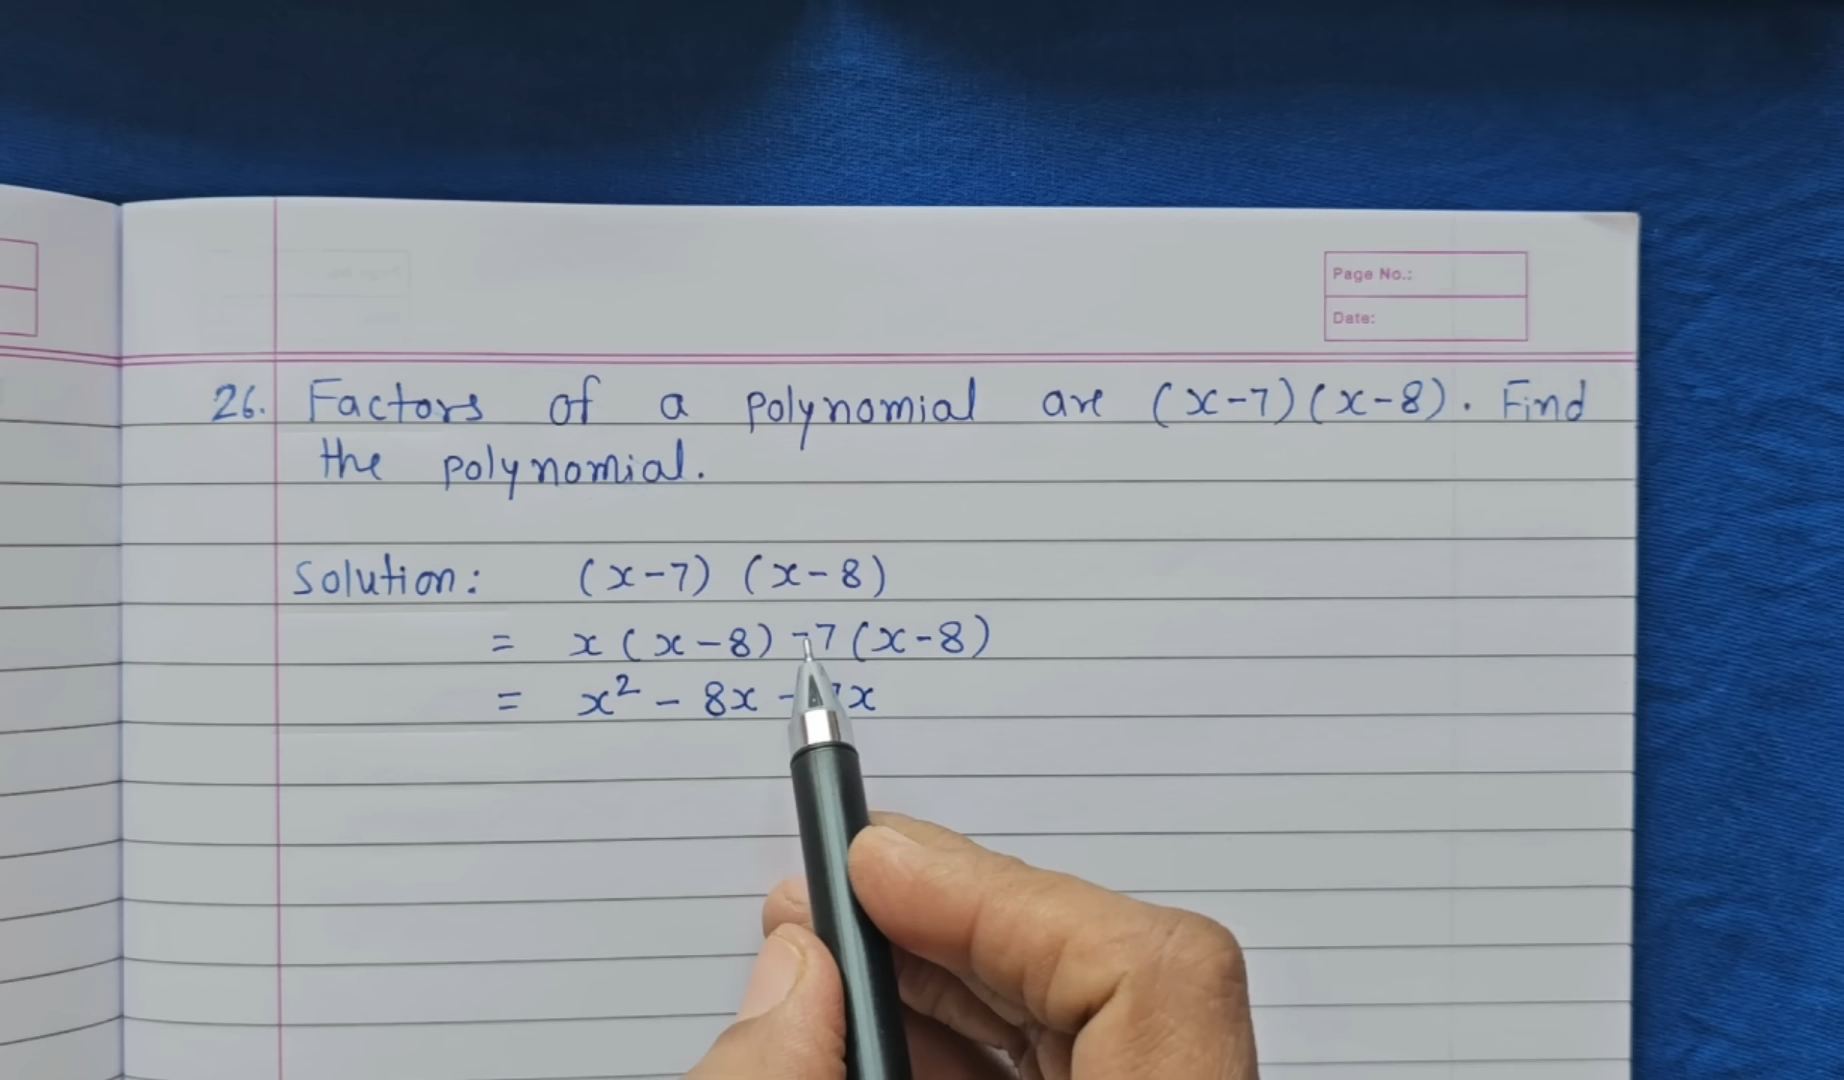 Page No.:
Date:
26. Factors of a polynomial are (x-7)(x-8). Find
the polynomial.
Solution: (x-7) (x-8)
= x(x-8) -7(x-8)
= x² - 8x - 7x